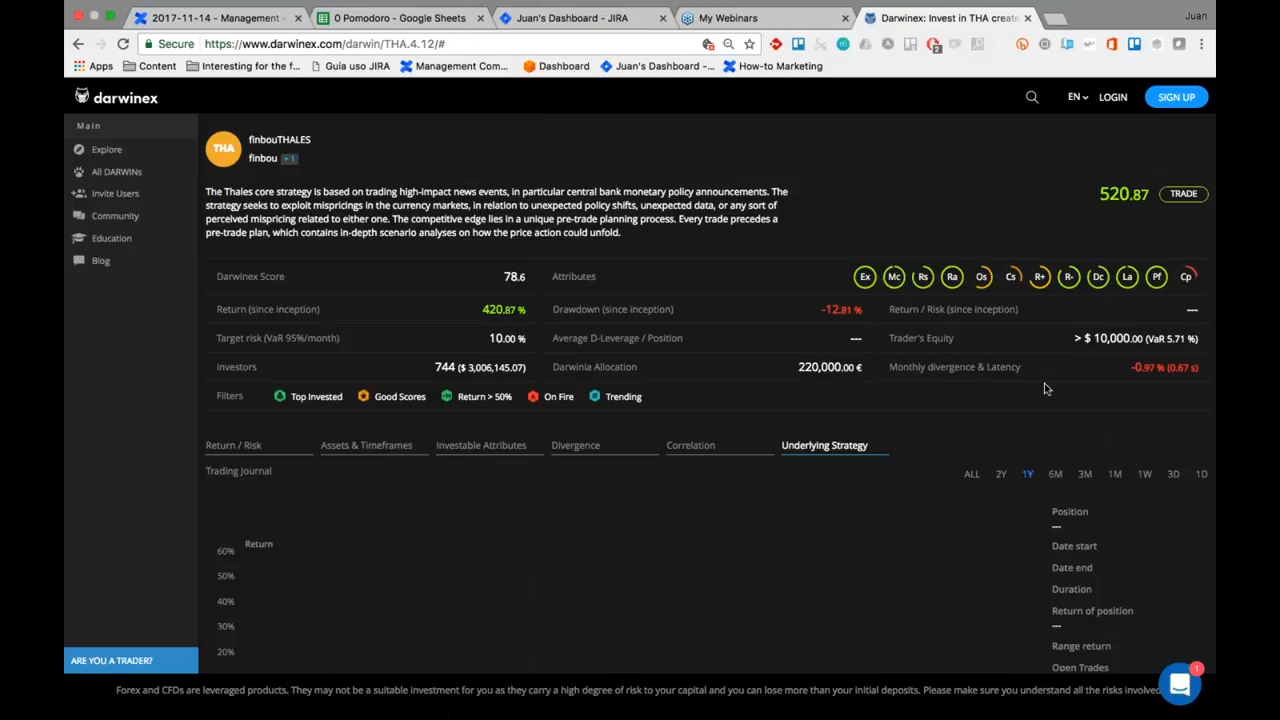 2017-11-14 - Management
0 Pomodoro - Google Sheets
Juan's Dashboard - JIRA
My Webinars
Darwinex: Invest in THA create
Juan
Secure
https://www.darwinex.com/darwin/THA.4.12/#
Apps
Content
Interesting for the f...
Guia uso JIRA
Management Com...
Dashboard
Juan's Dashboard -...
How-to Marketing
darwinex
EN
LOGIN
SIGN UP
Main
Explore
All DARWINs
Invite Users
Community
Education
Blog
ARE YOU A TRADER?
THA
finbouTHALES
finbou
+ 1
The Thales core strategy is based on trading high-impact news events, in particular central bank monetary policy announcements. The
strategy seeks to exploit mispricings in the currency markets, in relation to unexpected policy shifts, unexpected data, or any sort of
perceived mispricing related to either one. The competitive edge lies in a unique pre-trade planning process. Every trade precedes a
pre-trade plan, which contains in-depth scenario analyses on how the price action could unfold.
520.87
TRADE
Darwinex Score 78.6
Attributes Ex Mc Rs Ra Os Cs R+ R- Dc La Pf Cp
Return (since inception) 420.87 %
Drawdown (since inception) -12.81 %
Return / Risk (since inception) ---
Target risk (VaR 95%/month) 10.00 %
Average D-Leverage / Position ---
Trader's Equity > $ 10,000.00 (VaR 5.71 %)
Investors 744 ($ 3,006,145.07)
Darwinia Allocation 220,000.00 €
Monthly divergence & Latency -0.97 % (0.67 s)
Filters Top Invested Good Scores Return > 50% On Fire Trending
Return / Risk
Assets & Timeframes
Investable Attributes
Divergence
Correlation
Underlying Strategy
Trading Journal
ALL 2Y 1Y 6M 3M 1M 1W 3D 1D
Return
60%
50%
40%
30%
20%
Position
---
Date start
Date end
Duration
Return of position
---
Range return
Open Trades
1
Forex and CFDs are leveraged products. They may not be a suitable investment for you as they carry a high degree of risk to your capital and you can lose more than your initial deposits. Please make sure you understand all the risks involved